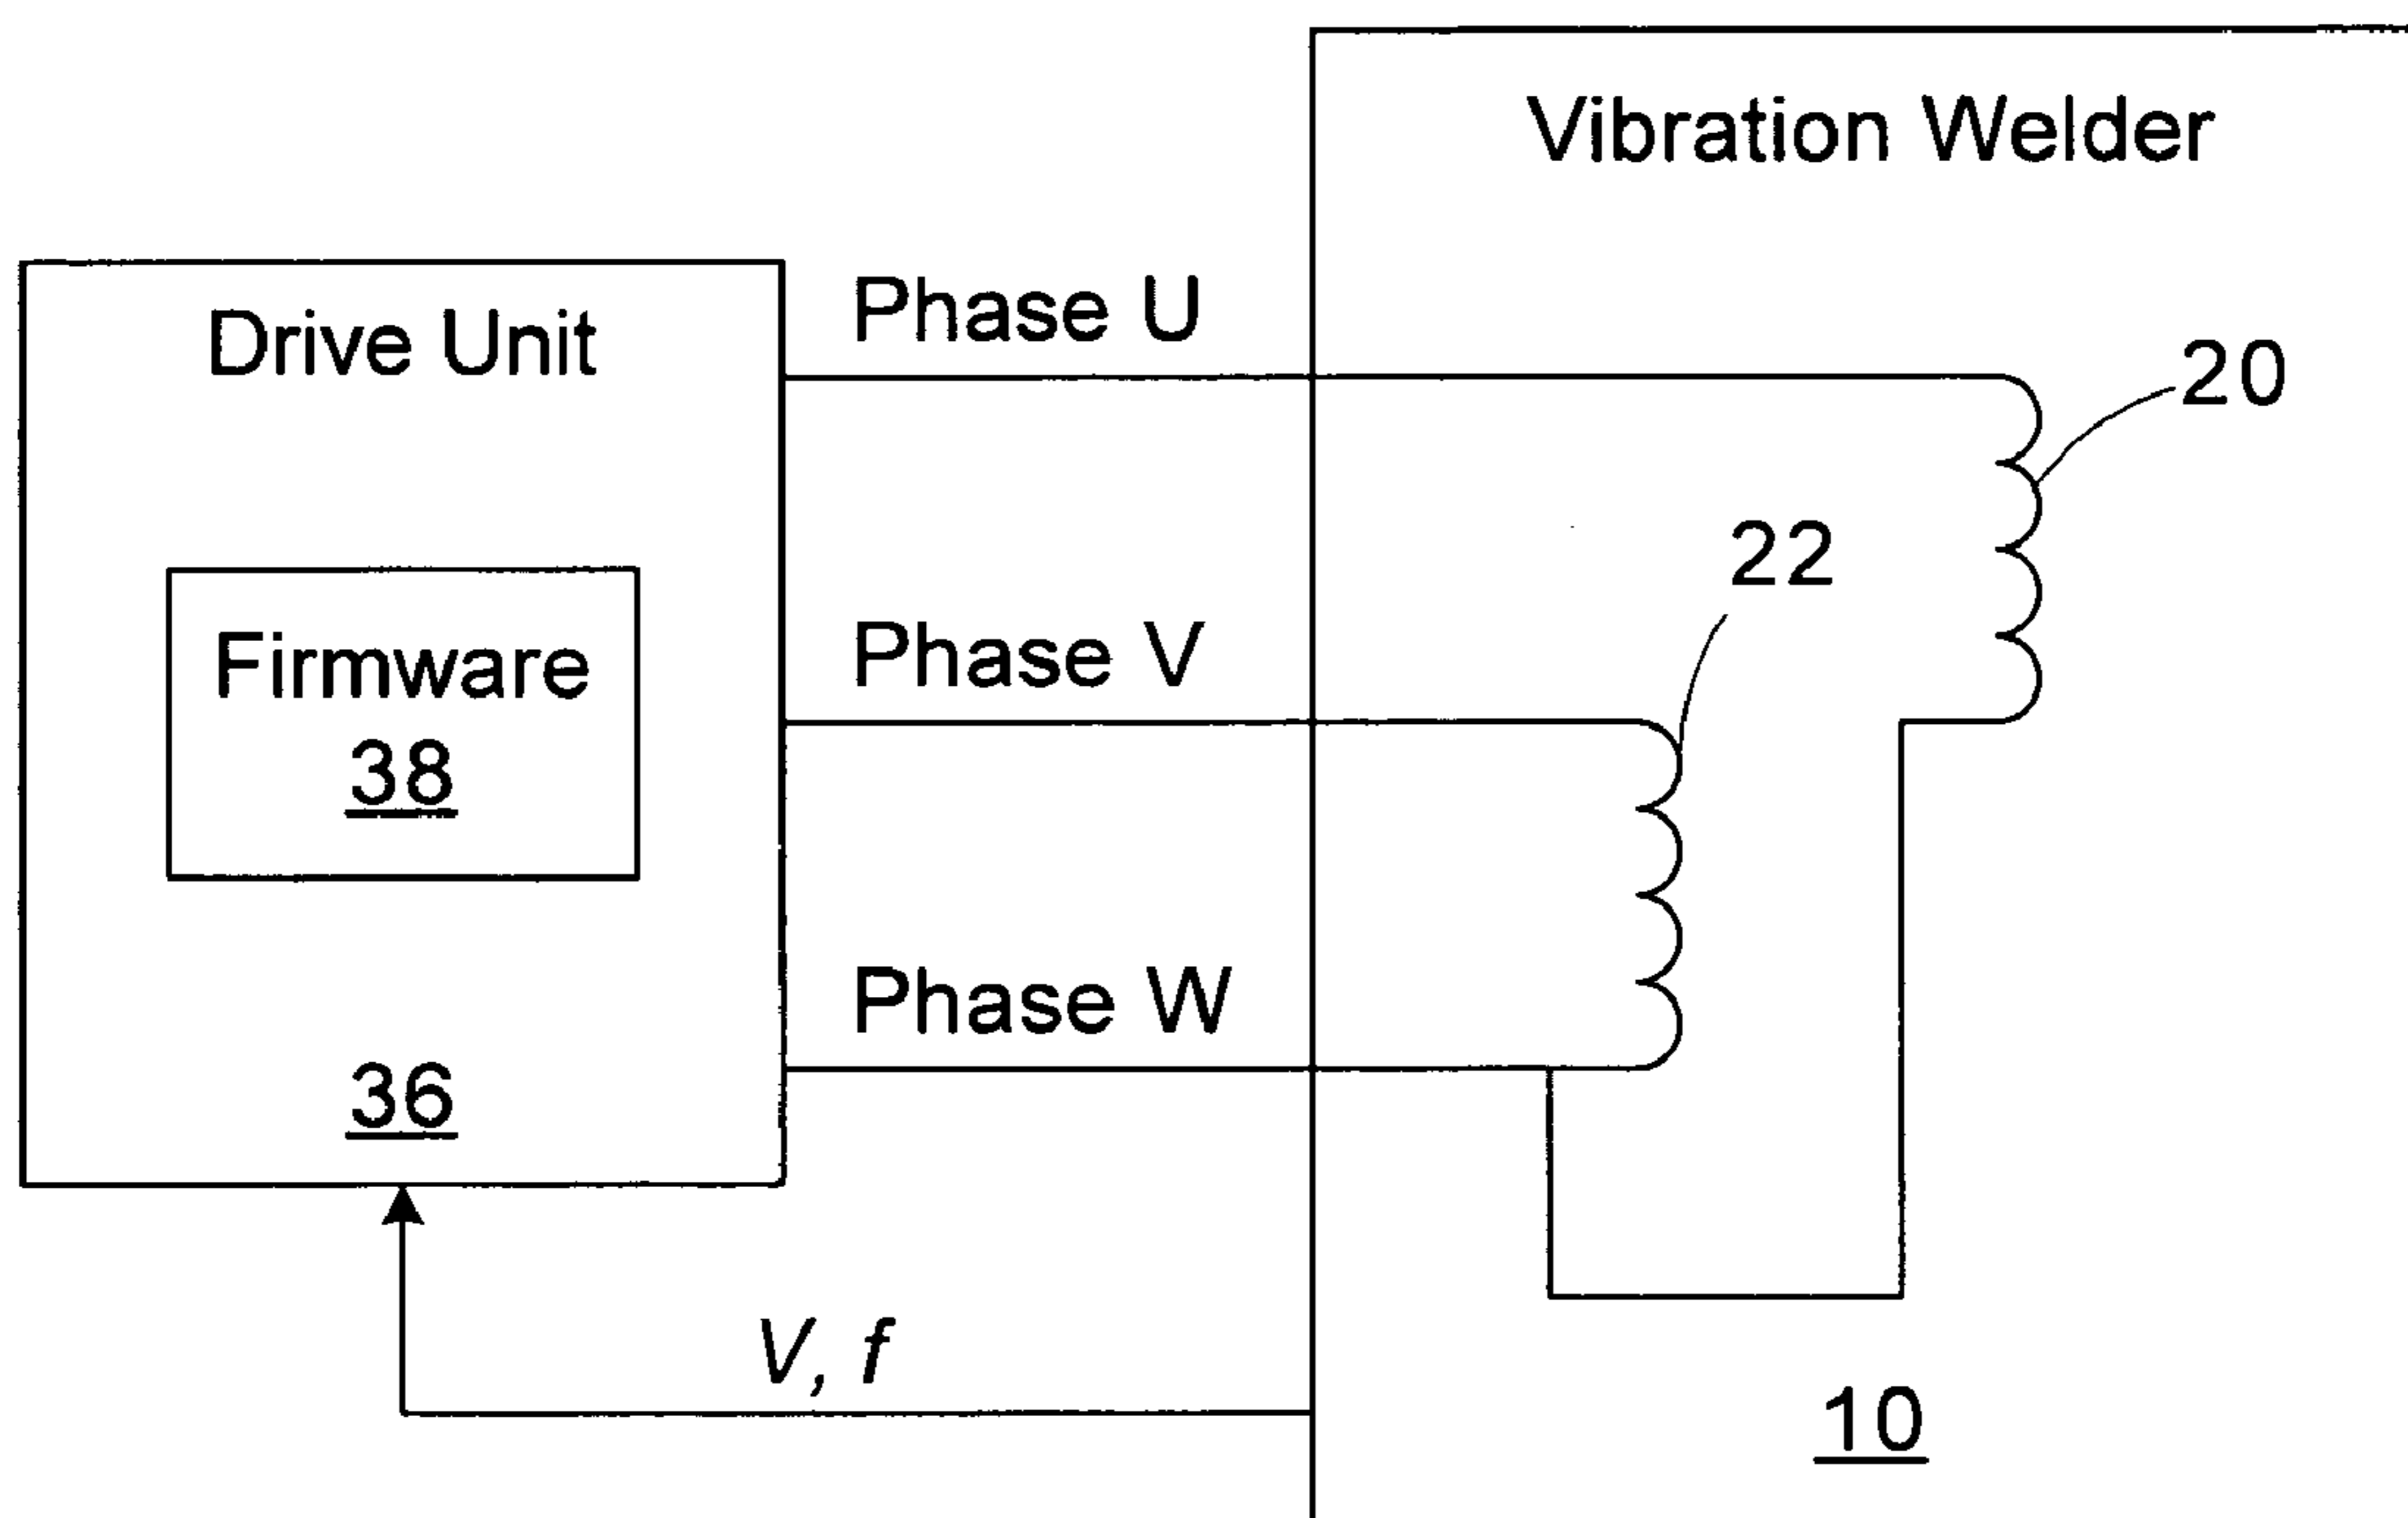 Vibration Welder
Drive Unit
Phase U
20
22
Firmware
38
Phase V
Phase W
36
V, f
10